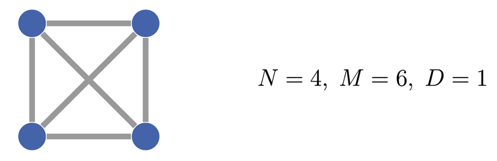 N = 4, M = 6, D = 1